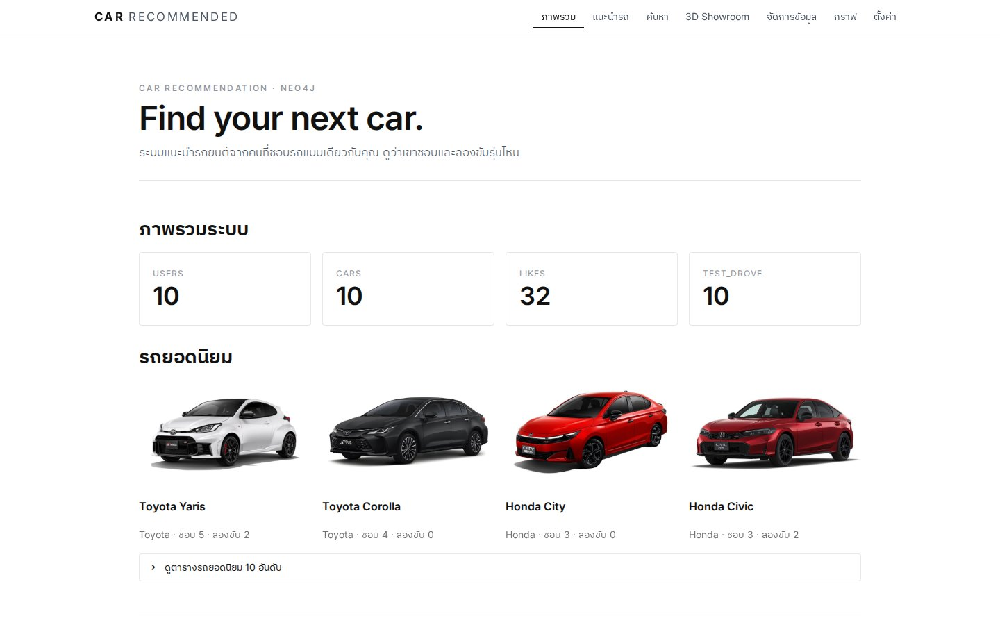 CAR RECOMMENDED
ภาพรวม แนะนำรถ ค้นหา 3D Showroom จัดการข้อมูล กราฟ ตั้งค่า
CAR RECOMMENDATION · NEO4J
Find your next car.
ระบบแนะนำรถยนต์จากคนที่ชอบรถแบบเดียวกับคุณ ดูว่าเขาชอบและลองขับรุ่นไหน
ภาพรวมระบบ
USERS CARS LIKES TEST_DROVE
10 10 32 10
รถยอดนิยม
ALTIS
CITY
CIVIC
Toyota Yaris Toyota Corolla Honda City Honda Civic
Toyota · ชอบ 5 · ลองขับ 2 Toyota · ชอบ 4 · ลองขับ 0 Honda · ชอบ 3 · ลองขับ 0 Honda · ชอบ 3 · ลองขับ 2
ดูตารางรถยอดนิยม 10 อันดับ